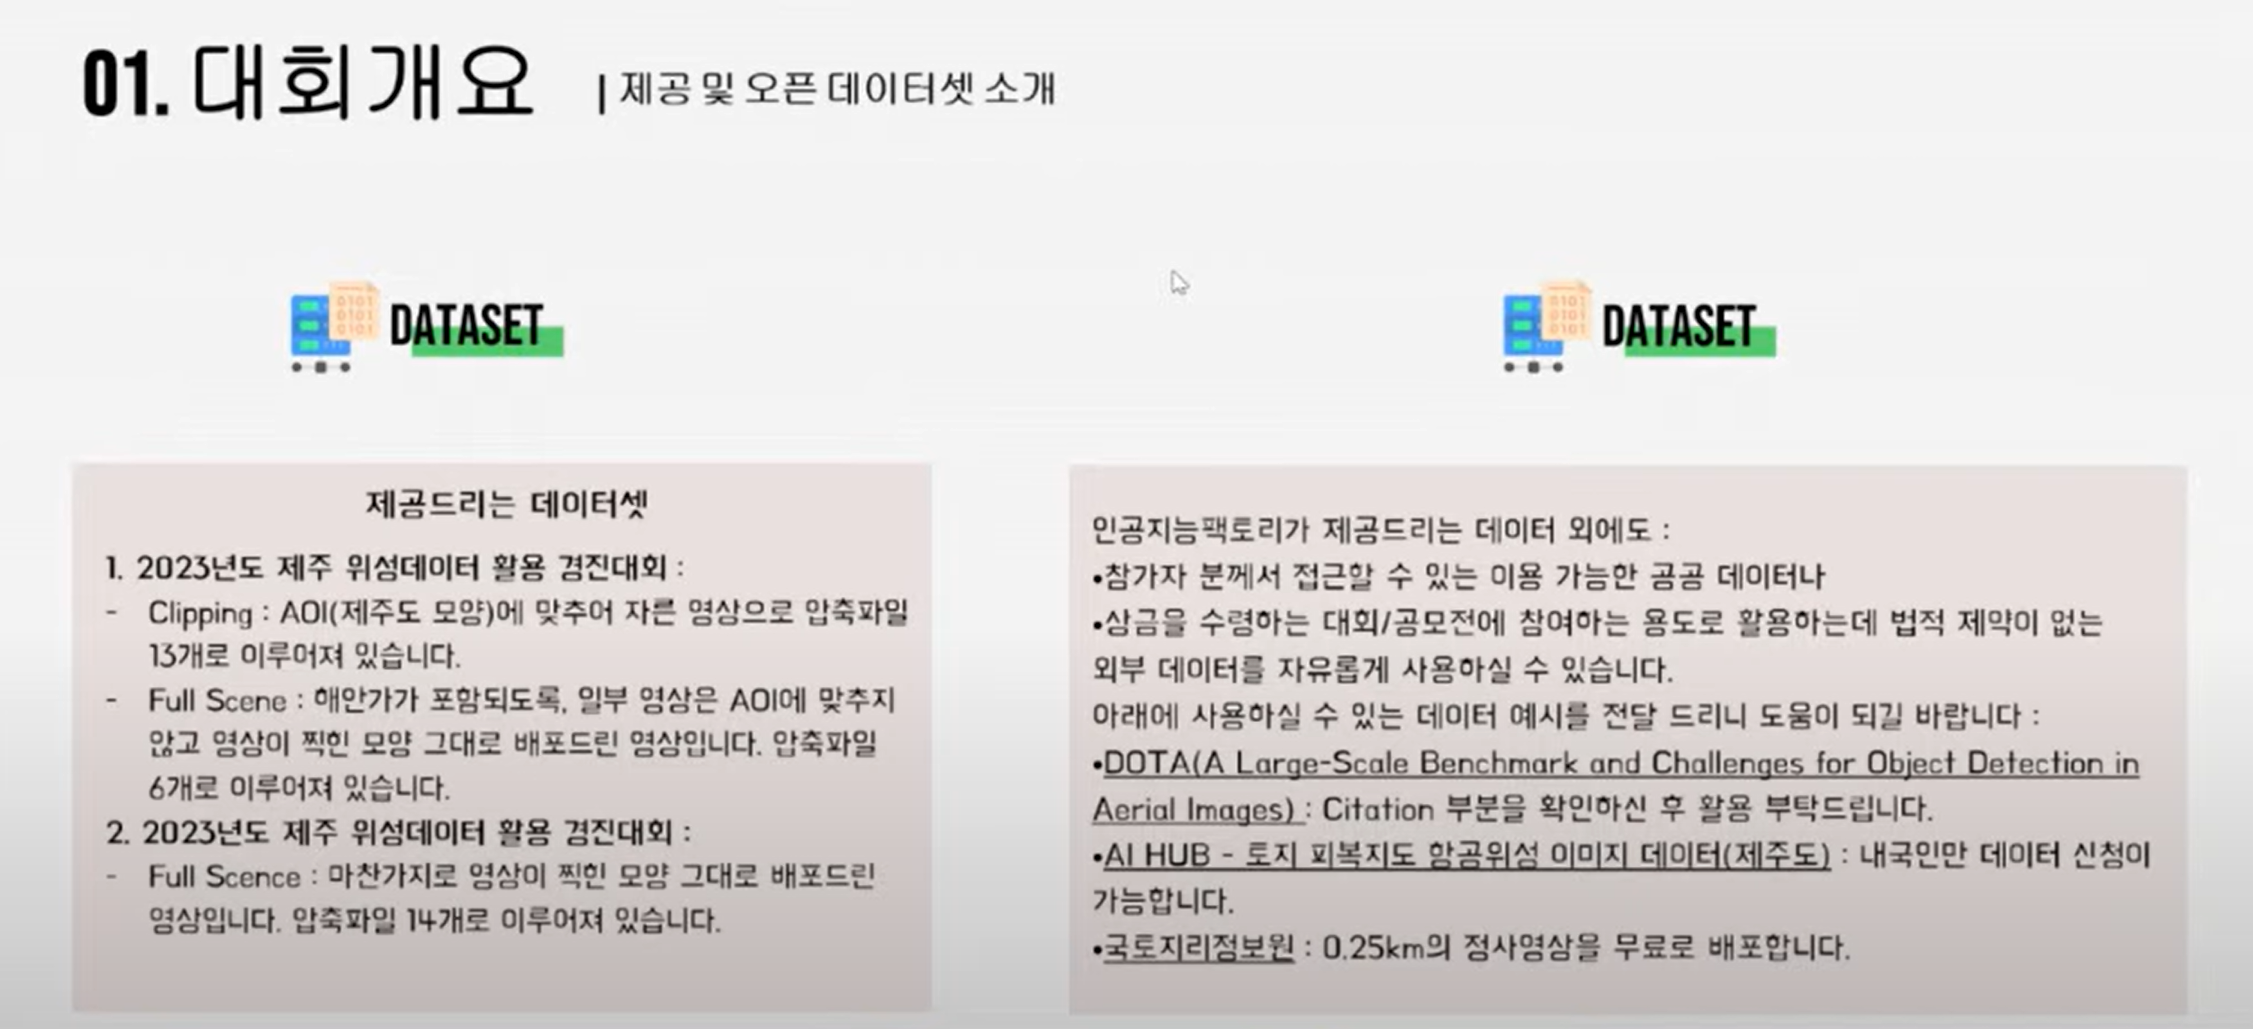 01. 대회개요 | 제공 및 오픈 데이터셋 소개
0101
0101
0101
DATASET
0101
0101
0101
DATASET
제공드리는 데이터셋
1. 2023년도 제주 위성데이터 활용 경진대회 :
- Clipping : AOI(제주도 모양)에 맞추어 자른 영상으로 압축파일
13개로 이루어져 있습니다.
- Full Scene : 해안가가 포함되도록, 일부 영상은 AOI에 맞추지
않고 영상이 찍힌 모양 그대로 배포드린 영상입니다. 압축파일
6개로 이루어져 있습니다.
2. 2023년도 제주 위성데이터 활용 경진대회 :
- Full Scence : 마찬가지로 영상이 찍힌 모양 그대로 배포드린
영상입니다. 압축파일 14개로 이루어져 있습니다.
인공지능팩토리가 제공드리는 데이터 외에도 :
•참가자 분께서 접근할 수 있는 이용 가능한 공공 데이터나
•상금을 수령하는 대회/공모전에 참여하는 용도로 활용하는데 법적 제약이 없는
외부 데이터를 자유롭게 사용하실 수 있습니다.
아래에 사용하실 수 있는 데이터 예시를 전달 드리니 도움이 되길 바랍니다 :
•DOTA(A Large-Scale Benchmark and Challenges for Object Detection in
Aerial Images) : Citation 부분을 확인하신 후 활용 부탁드립니다.
•AI HUB - 토지 피복지도 항공위성 이미지 데이터(제주도) : 내국인만 데이터 신청이
가능합니다.
•국토지리정보원 : 0.25km의 정사영상을 무료로 배포합니다.